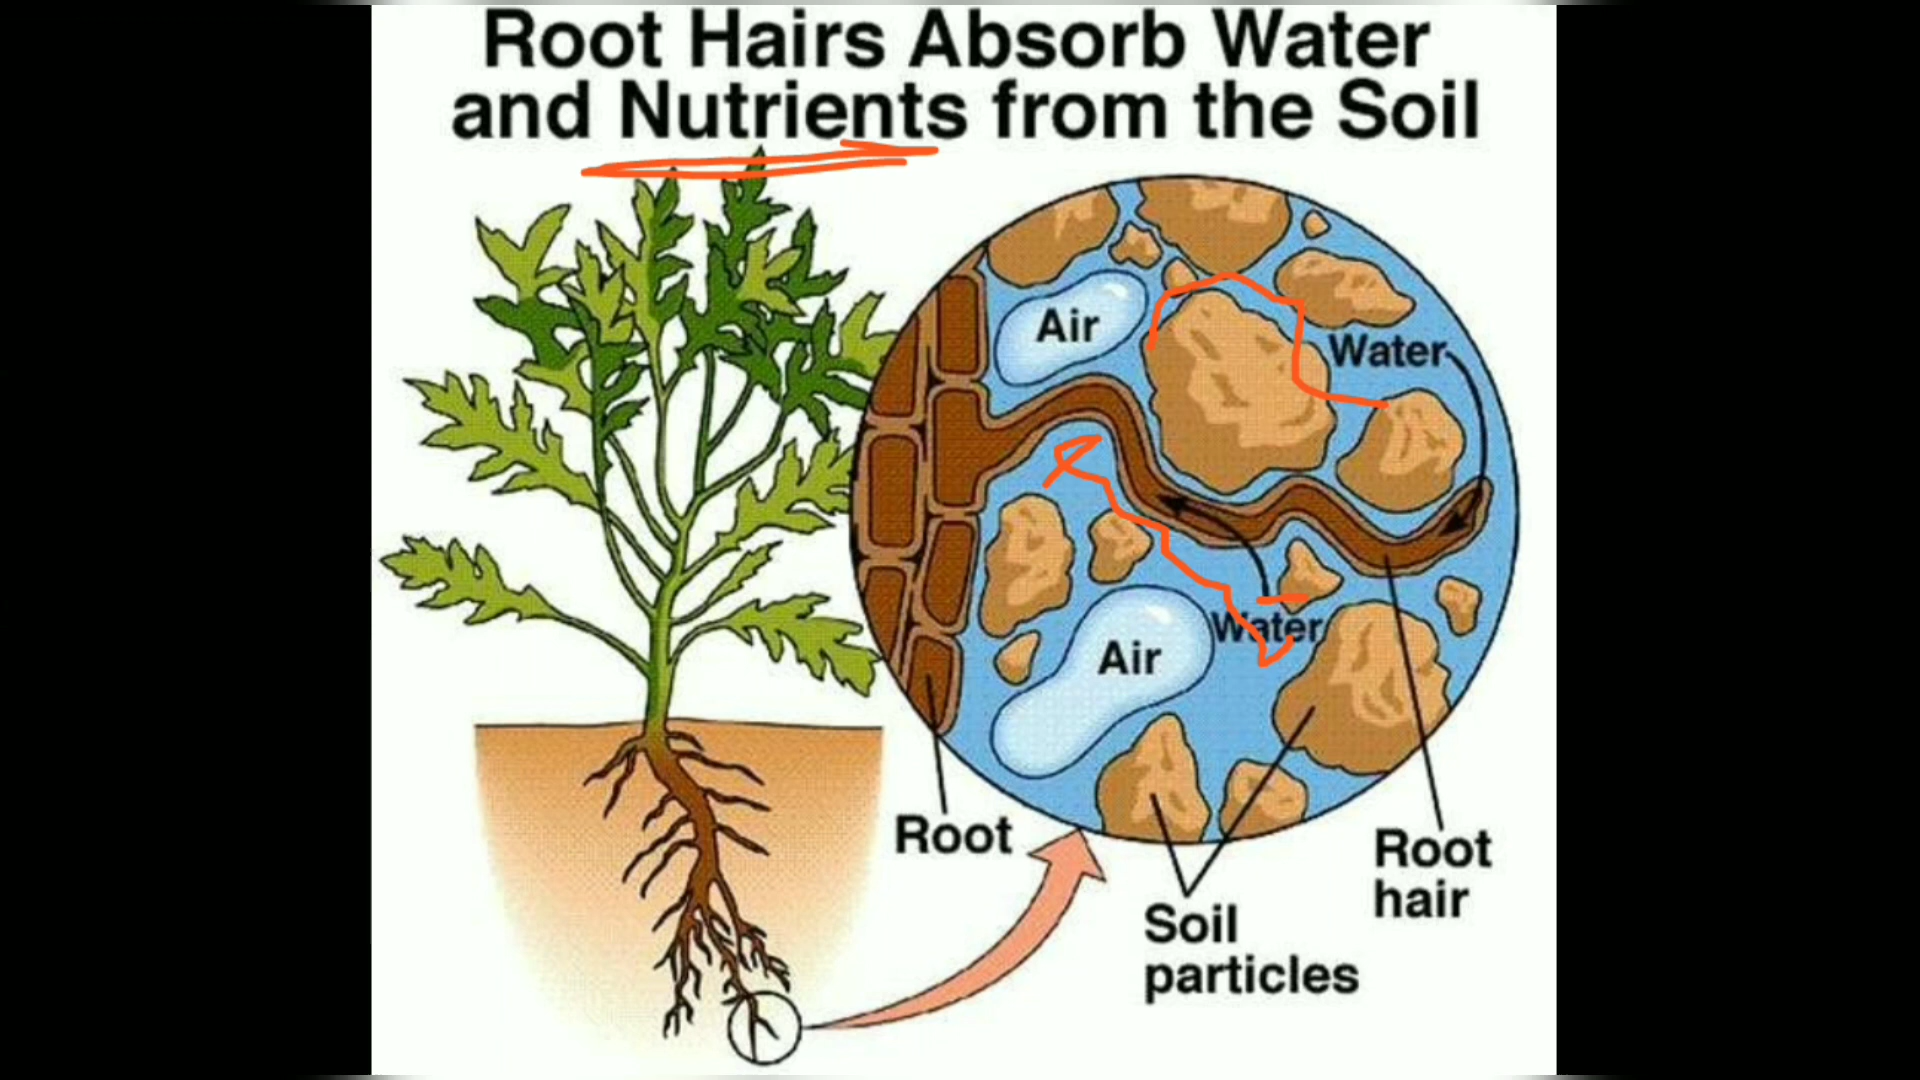 Root Hairs Absorb Water
and Nutrients from the Soil
Air
Water
Air
Water
Root
Root
hair
Soil
particles